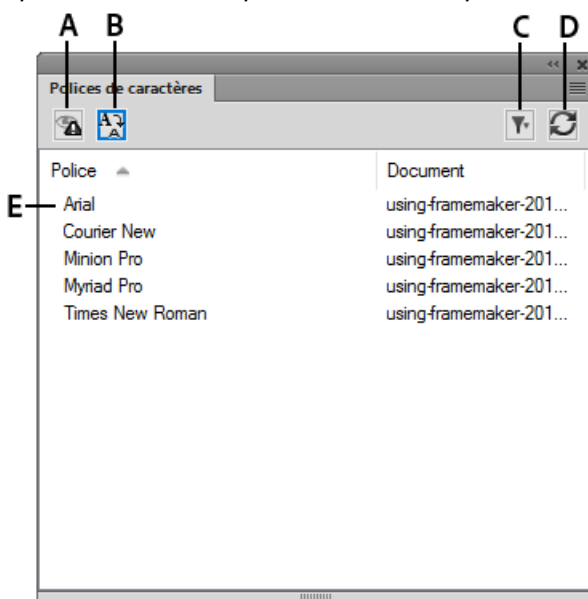 A B C D
Polices de caractères
Police Document
E Arial using-framemaker-201...
Courier New using-framemaker-201...
Minion Pro using-framemaker-201...
Myriad Pro using-framemaker-201...
Times New Roman using-framemaker-201...